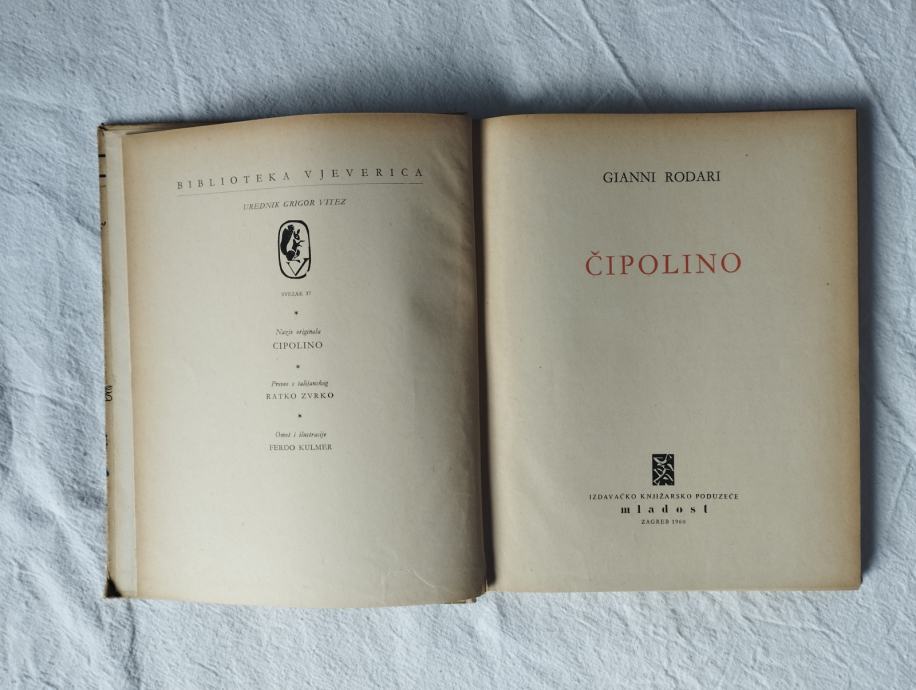 BIBLIOTEKA VJEVERICA
UREDNIK GRIGOR VITEZ
SVEZAK 37
*
Naziv originala
CIPOLINO
*
Preveo s talijanskog
RATKO ZVRKO
*
Omot i ilustracije
FERDO KULMER
GIANNI RODARI
ČIPOLINO
IZDAVAČKO KNJIŽARSKO PODUZEĆE
mladost
ZAGREB 1960